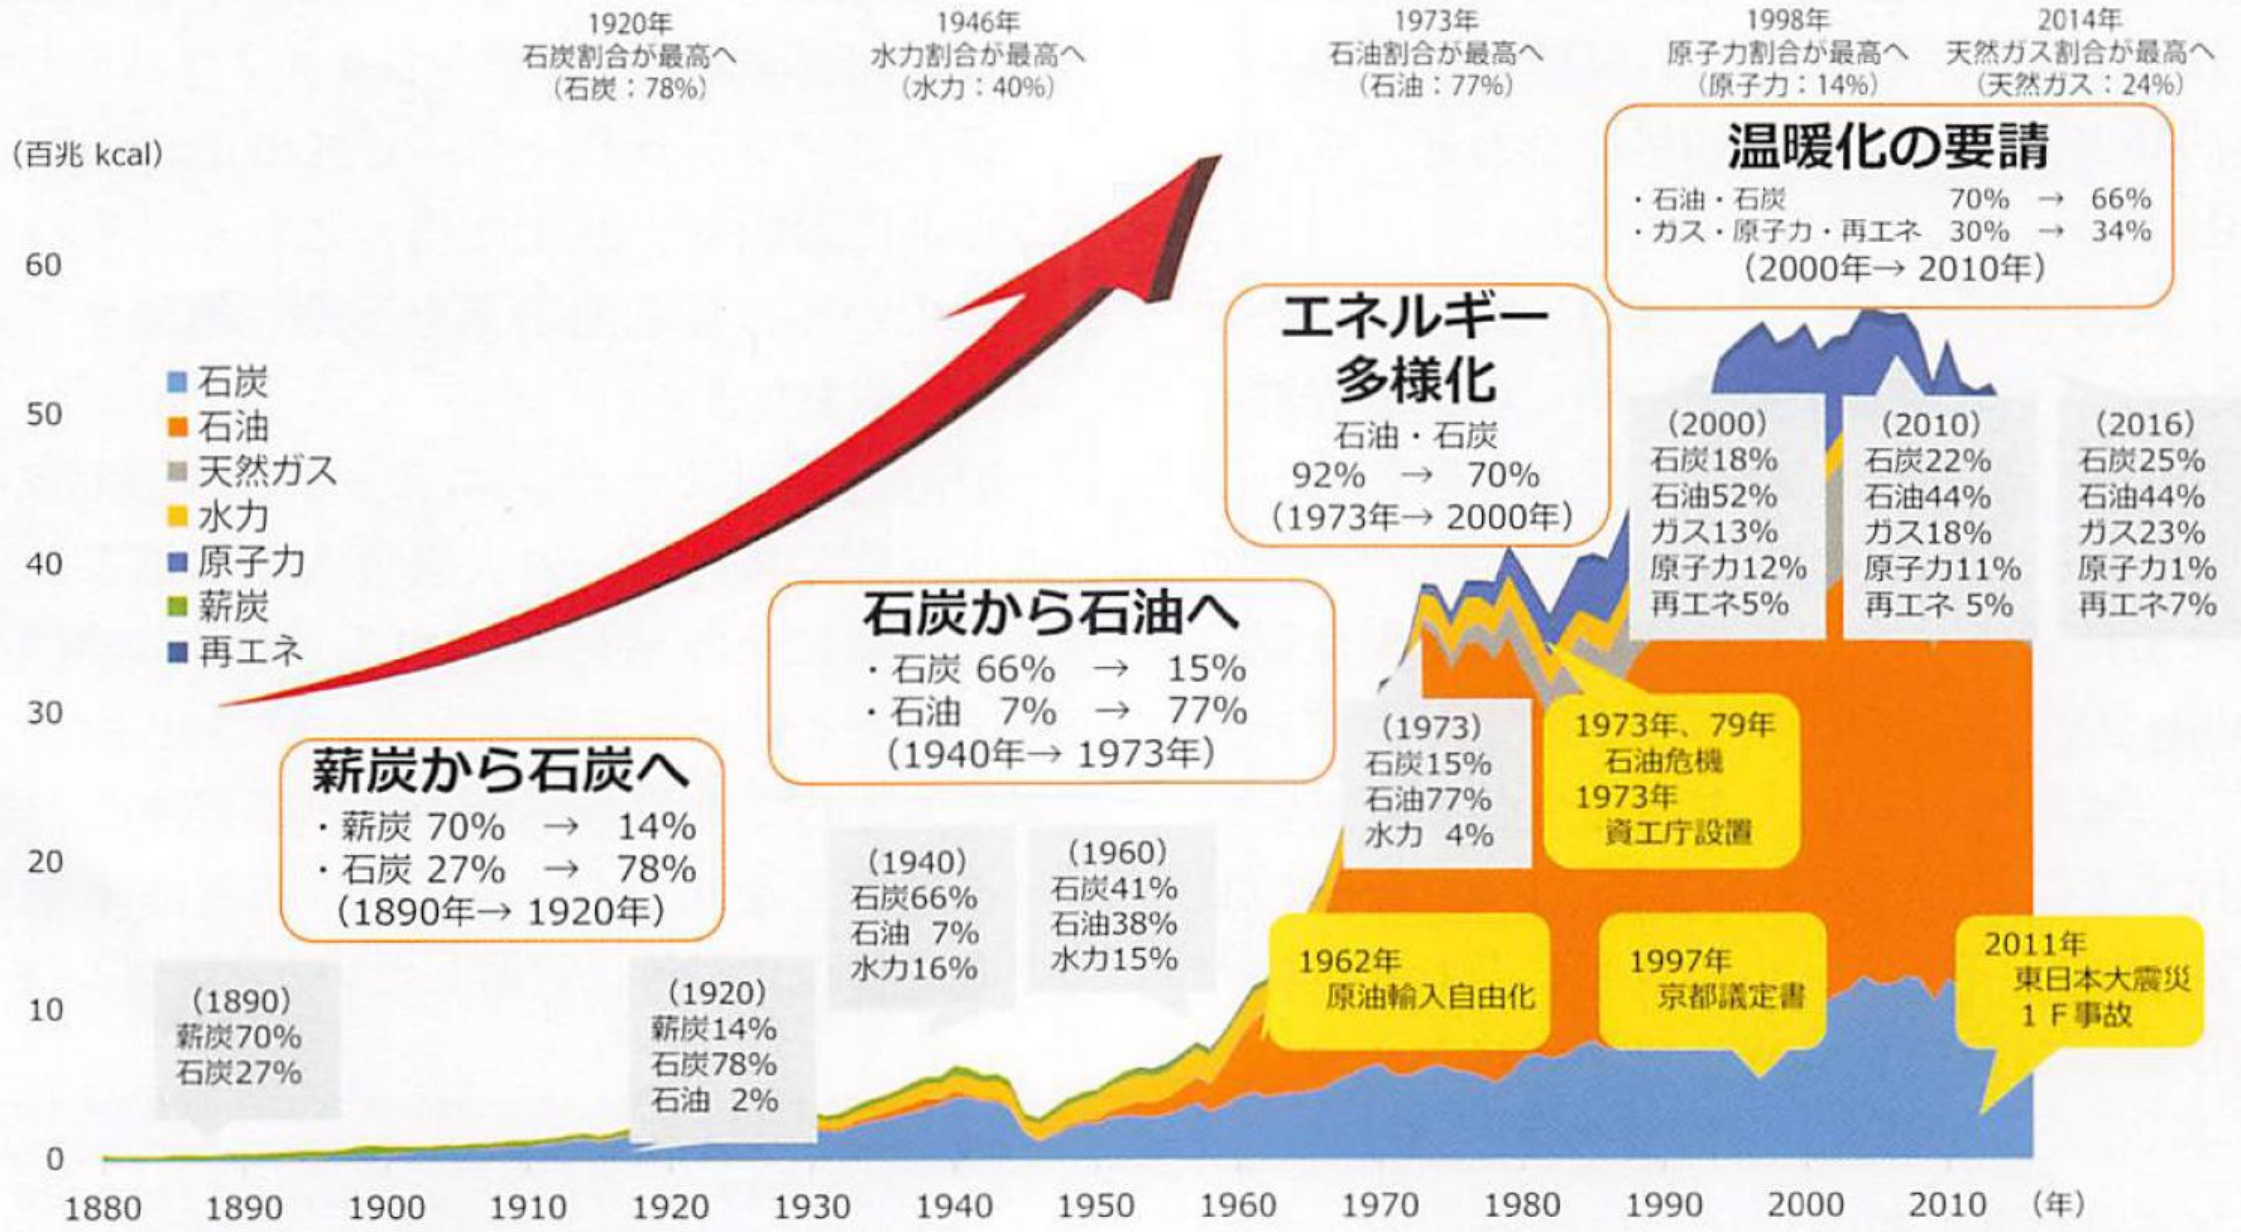 1920年
石炭割合が最高へ
（石炭：78%）
1946年
水力割合が最高へ
（水力：40%）
1973年
石油割合が最高へ
（石油：77%）
1998年
原子力割合が最高へ
（原子力：14%）
2014年
天然ガス割合が最高へ
（天然ガス：24%）
（百兆 kcal）
60
50
40
30
20
10
0
石炭
石油
天然ガス
水力
原子力
薪炭
再エネ
薪炭から石炭へ
・薪炭 70% → 14%
・石炭 27% → 78%
（1890年→ 1920年）
石炭から石油へ
・石炭 66% → 15%
・石油 7% → 77%
（1940年→ 1973年）
エネルギー
多様化
石油・石炭
92% → 70%
（1973年→ 2000年）
温暖化の要請
・石油・石炭 70% → 66%
・ガス・原子力・再エネ 30% → 34%
（2000年→ 2010年）
（1890）
薪炭70%
石炭27%
（1920）
薪炭14%
石炭78%
石油 2%
（1940）
石炭66%
石油 7%
水力16%
（1960）
石炭41%
石油38%
水力15%
（1973）
石炭15%
石油77%
水力 4%
（2000）
石炭18%
石油52%
ガス13%
原子力12%
再エネ5%
（2010）
石炭22%
石油44%
ガス18%
原子力11%
再エネ 5%
（2016）
石炭25%
石油44%
ガス23%
原子力1%
再エネ7%
1962年
原油輸入自由化
1973年、79年
石油危機
1973年
資工庁設置
1997年
京都議定書
2011年
東日本大震災
１Ｆ事故
1880 1890 1900 1910 1920 1930 1940 1950 1960 1970 1980 1990 2000 2010 （年）